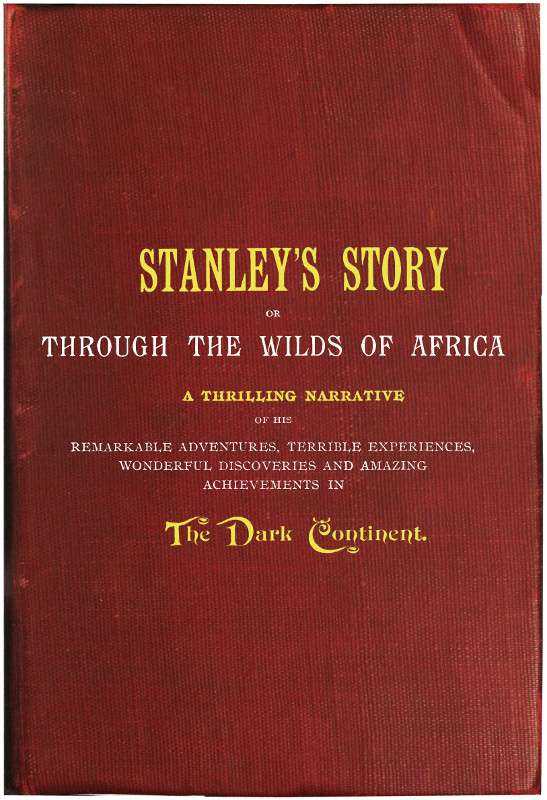 STANLEY'S STORY
OR
THROUGH THE WILDS OF AFRICA
A THRILLING NARRATIVE
OF HIS
REMARKABLE ADVENTURES, TERRIBLE EXPERIENCES,
WONDERFUL DISCOVERIES AND AMAZING
ACHIEVEMENTS IN
The Dark Continent.